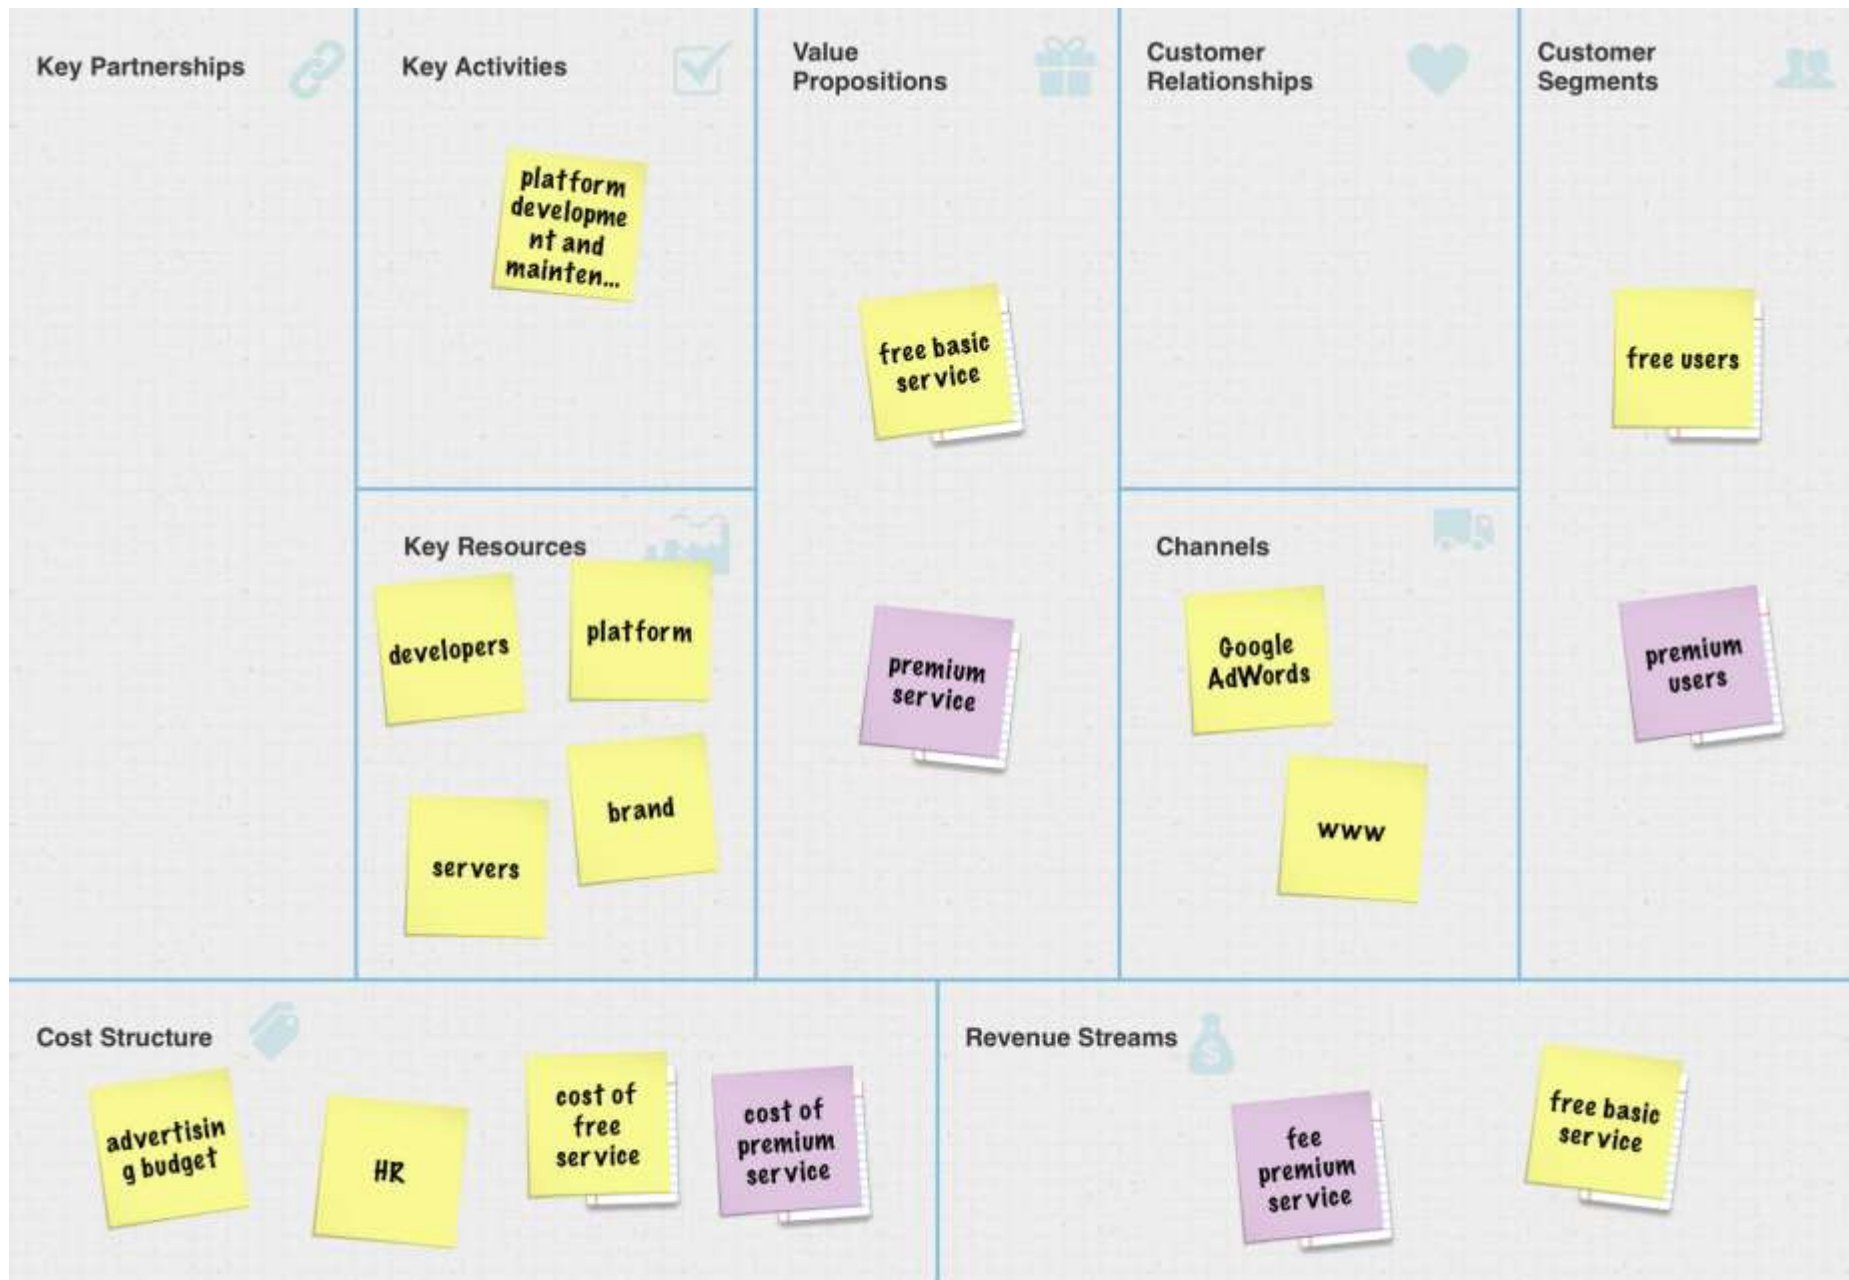 Key Partnerships
Key Activities
platform
developme
nt and
mainten...
Value
Propositions
free basic
service
premium
service
Customer
Relationships
Customer
Segments
free users
premium
users
Key Resources
developers
platform
servers
brand
Channels
Google
AdWords
www
Cost Structure
advertisin
g budget
HR
cost of
free
service
cost of
premium
service
Revenue Streams
fee
premium
service
free basic
service